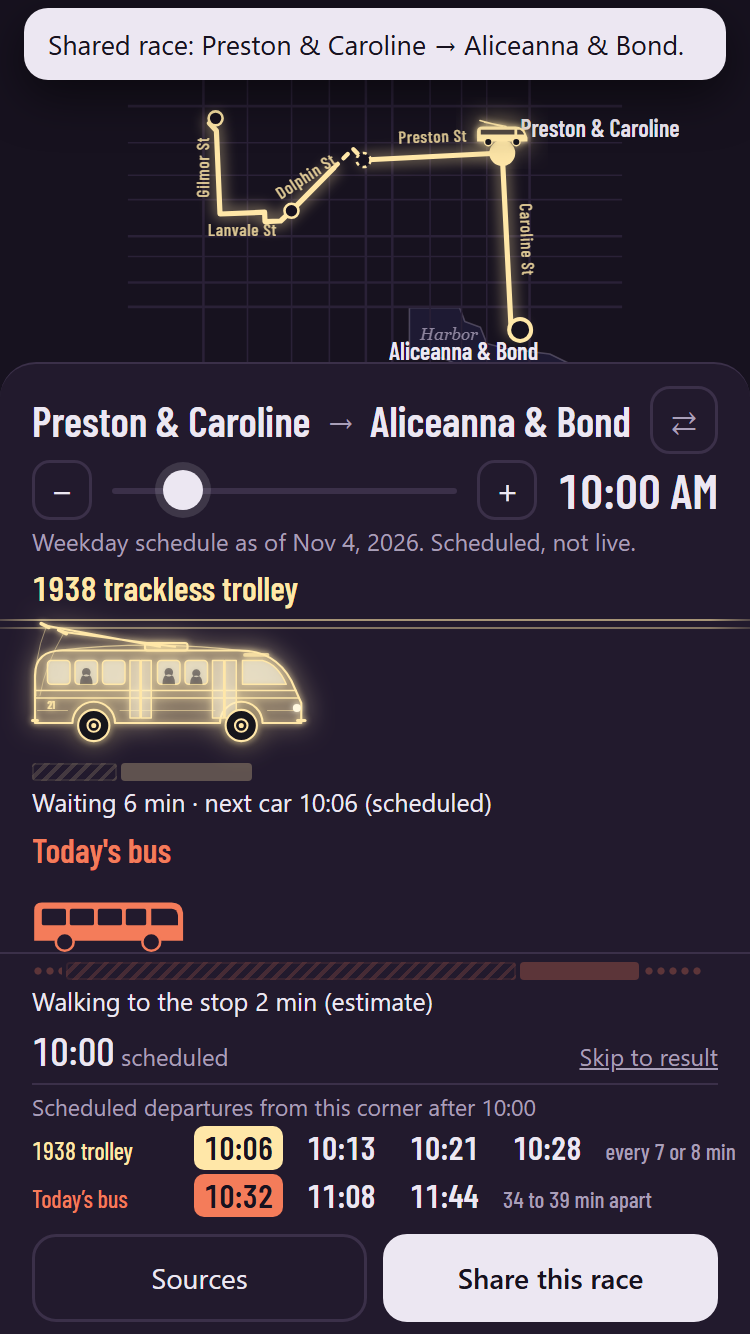 Shared race: Preston & Caroline → Aliceanna & Bond.
Preston & Caroline
Preston St
Gilmor St
Dolphin St
Lanvale St
Caroline St
Harbor
Aliceanna & Bond
Preston & Caroline → Aliceanna & Bond ⇄
− + 10:00 AM
Weekday schedule as of Nov 4, 2026. Scheduled, not live.
1938 trackless trolley
21
Waiting 6 min · next car 10:06 (scheduled)
Today's bus
Walking to the stop 2 min (estimate)
10:00 scheduled Skip to result
Scheduled departures from this corner after 10:00
1938 trolley 10:06 10:13 10:21 10:28 every 7 or 8 min
Today’s bus 10:32 11:08 11:44 34 to 39 min apart
Sources Share this race